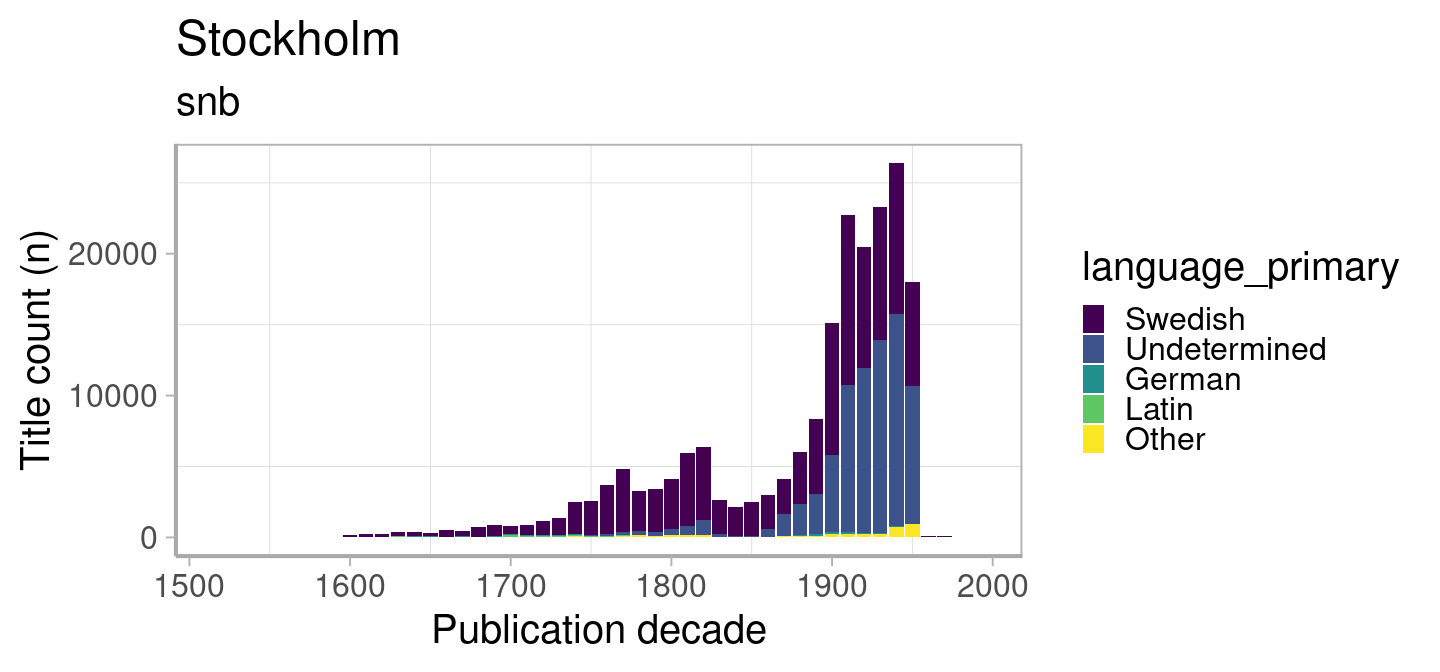 Stockholm
snb
Title count (n)
20000
10000
0
1500 1600 1700 1800 1900 2000
Publication decade
language_primary
Swedish
Undetermined
German
Latin
Other